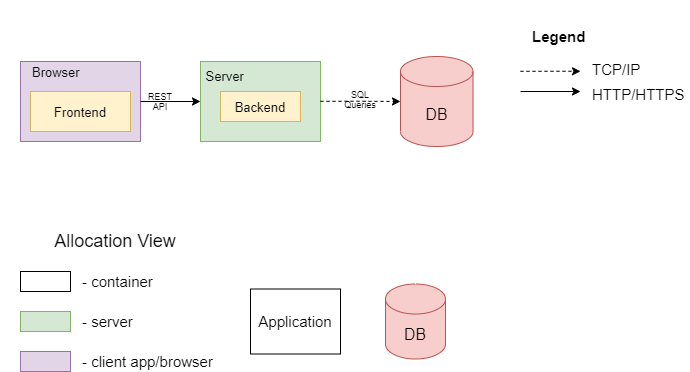 Legend
Browser
Frontend
REST
API
Server
Backend
SQL
Queries
DB
TCP/IP
HTTP/HTTPS
Allocation View
- container
- server
- client app/browser
Application
DB